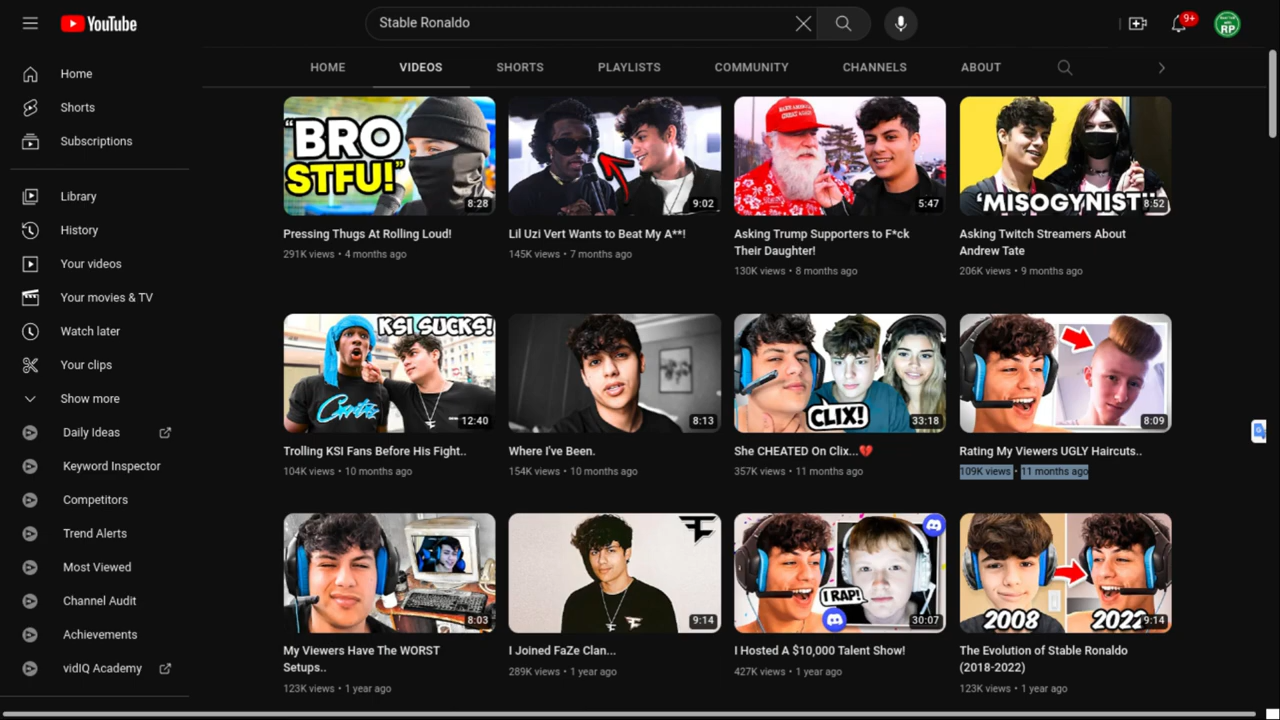 YouTube
Stable Ronaldo
9+
RP
Home
Shorts
Subscriptions
Library
History
Your videos
Your movies & TV
Watch later
Your clips
Show more
Daily Ideas
Keyword Inspector
Competitors
Trend Alerts
Most Viewed
Channel Audit
Achievements
vidIQ Academy
HOME
VIDEOS
SHORTS
PLAYLISTS
COMMUNITY
CHANNELS
ABOUT
"BRO
STFU!"
8:28
Pressing Thugs At Rolling Loud!
291K views • 4 months ago
9:02
Lil Uzi Vert Wants to Beat My A**!
145K views • 7 months ago
5:47
Asking Trump Supporters to F*ck
Their Daughter!
130K views • 8 months ago
'MISOGYNIST'
8:52
Asking Twitch Streamers About
Andrew Tate
206K views • 9 months ago
KSI SUCKS!
12:40
Trolling KSI Fans Before His Fight..
104K views • 10 months ago
8:13
Where I've Been.
154K views • 10 months ago
CLIX!
33:18
She CHEATED On Clix...💔
357K views • 11 months ago
8:09
Rating My Viewers UGLY Haircuts..
109K views • 11 months ago
8:03
My Viewers Have The WORST
Setups..
123K views • 1 year ago
9:14
I Joined FaZe Clan...
289K views • 1 year ago
I RAP!
30:07
I Hosted A $10,000 Talent Show!
427K views • 1 year ago
2008
2022
9:14
The Evolution of Stable Ronaldo
(2018-2022)
123K views • 1 year ago